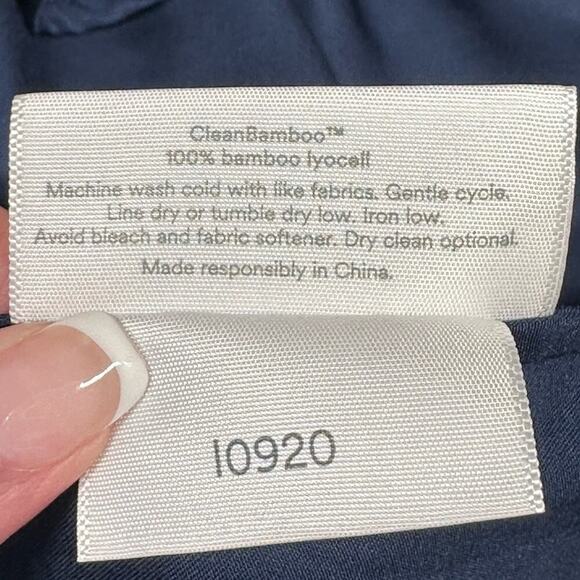 CleanBamboo™
100% bamboo lyocell
Machine wash cold with like fabrics. Gentle cycle.
Line dry or tumble dry low. Iron low.
Avoid bleach and fabric softener. Dry clean optional.
Made responsibly in China.
10920